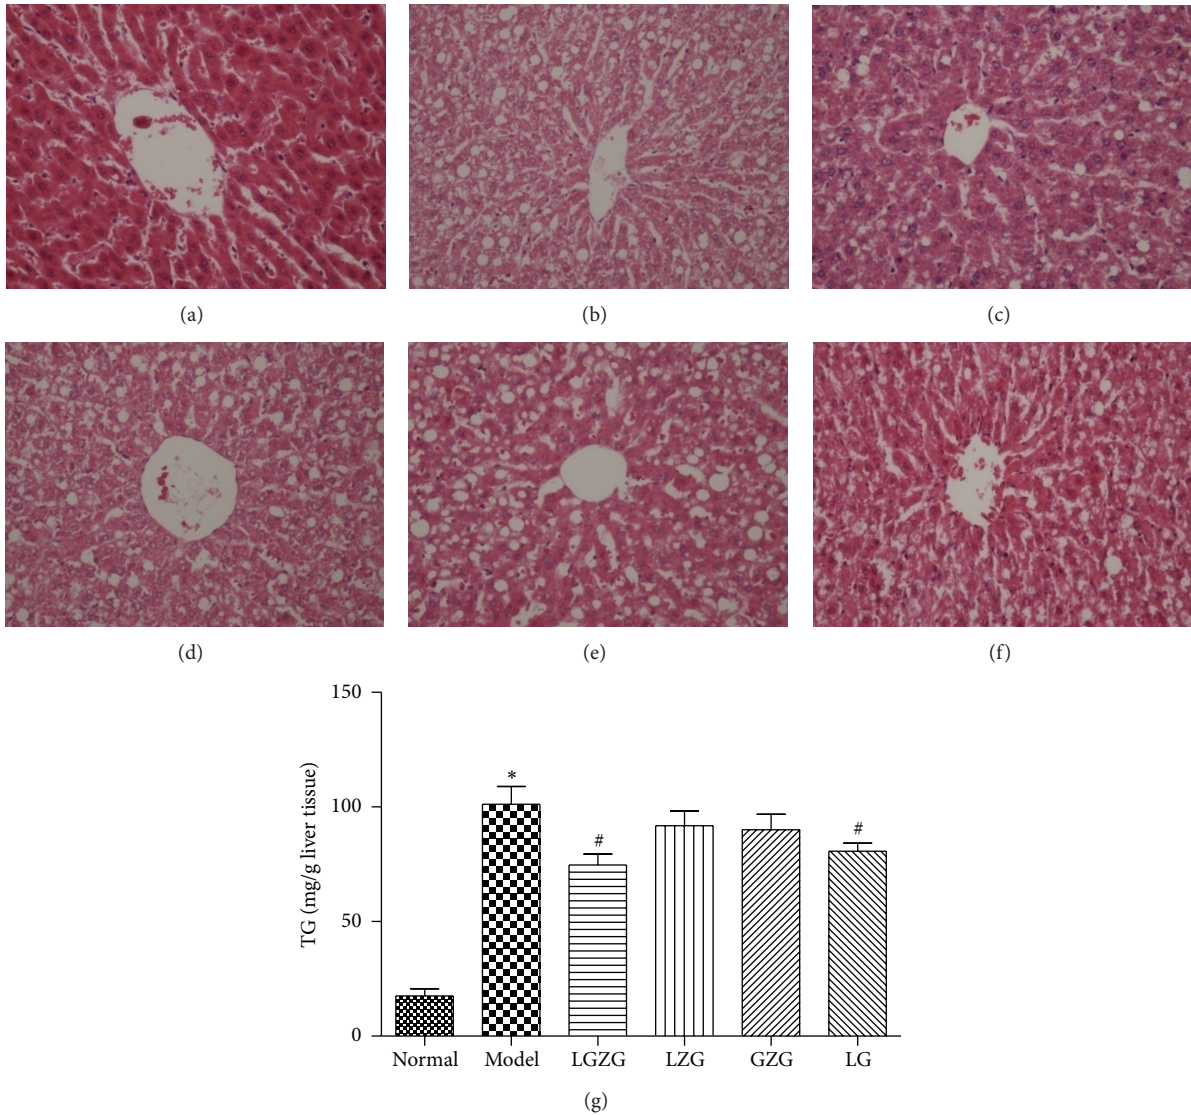 (a)
(b)
(c)
(d)
(e)
(f)
150
100
50
0
TG (mg/g liver tissue)
*
#
#
Normal
Model
LGZG
LZG
GZG
LG
(g)